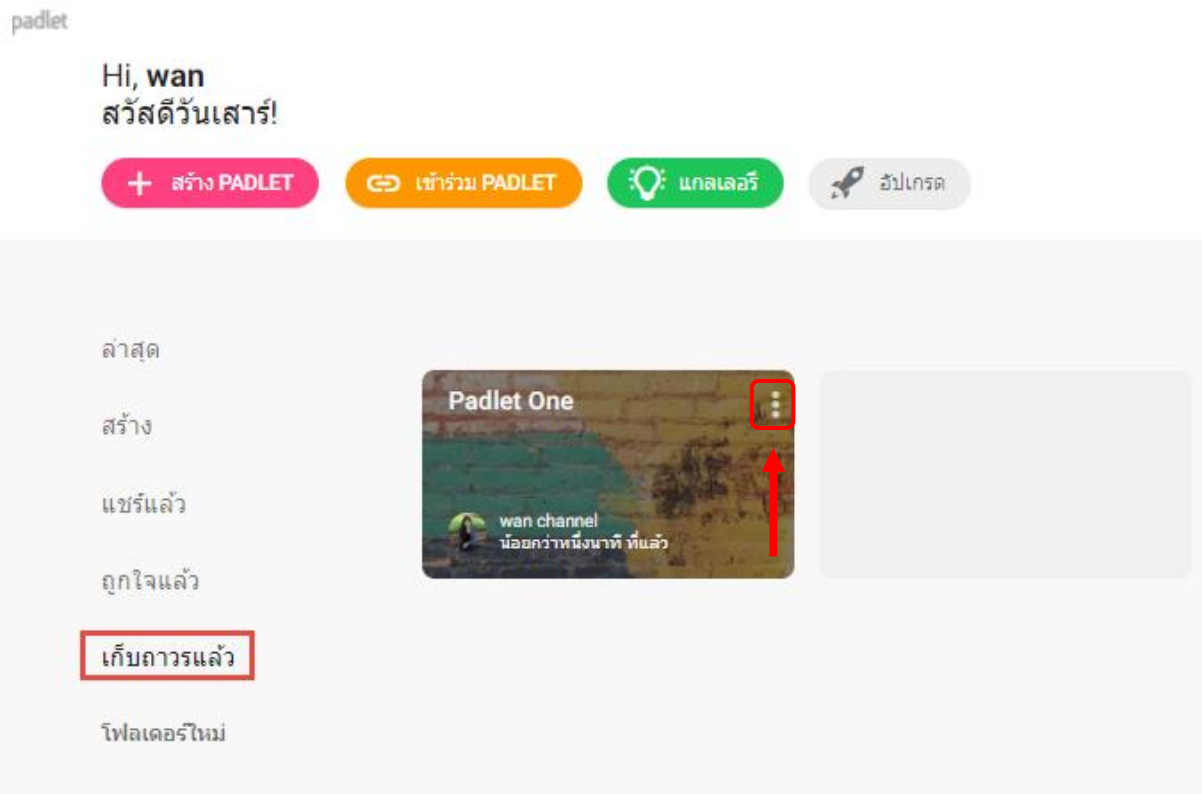 padlet
Hi, wan
สวัสดีวันเสาร์!
สร้าง PADLET
เข้าร่วม PADLET
แกลเลอรี
อัปเกรด
ล่าสุด
สร้าง
แชร์แล้ว
ถูกใจแล้ว
เก็บถาวรแล้ว
โฟลเดอร์ใหม่
Padlet One
wan channel
น้อยกว่าหนึ่งนาที ที่แล้ว